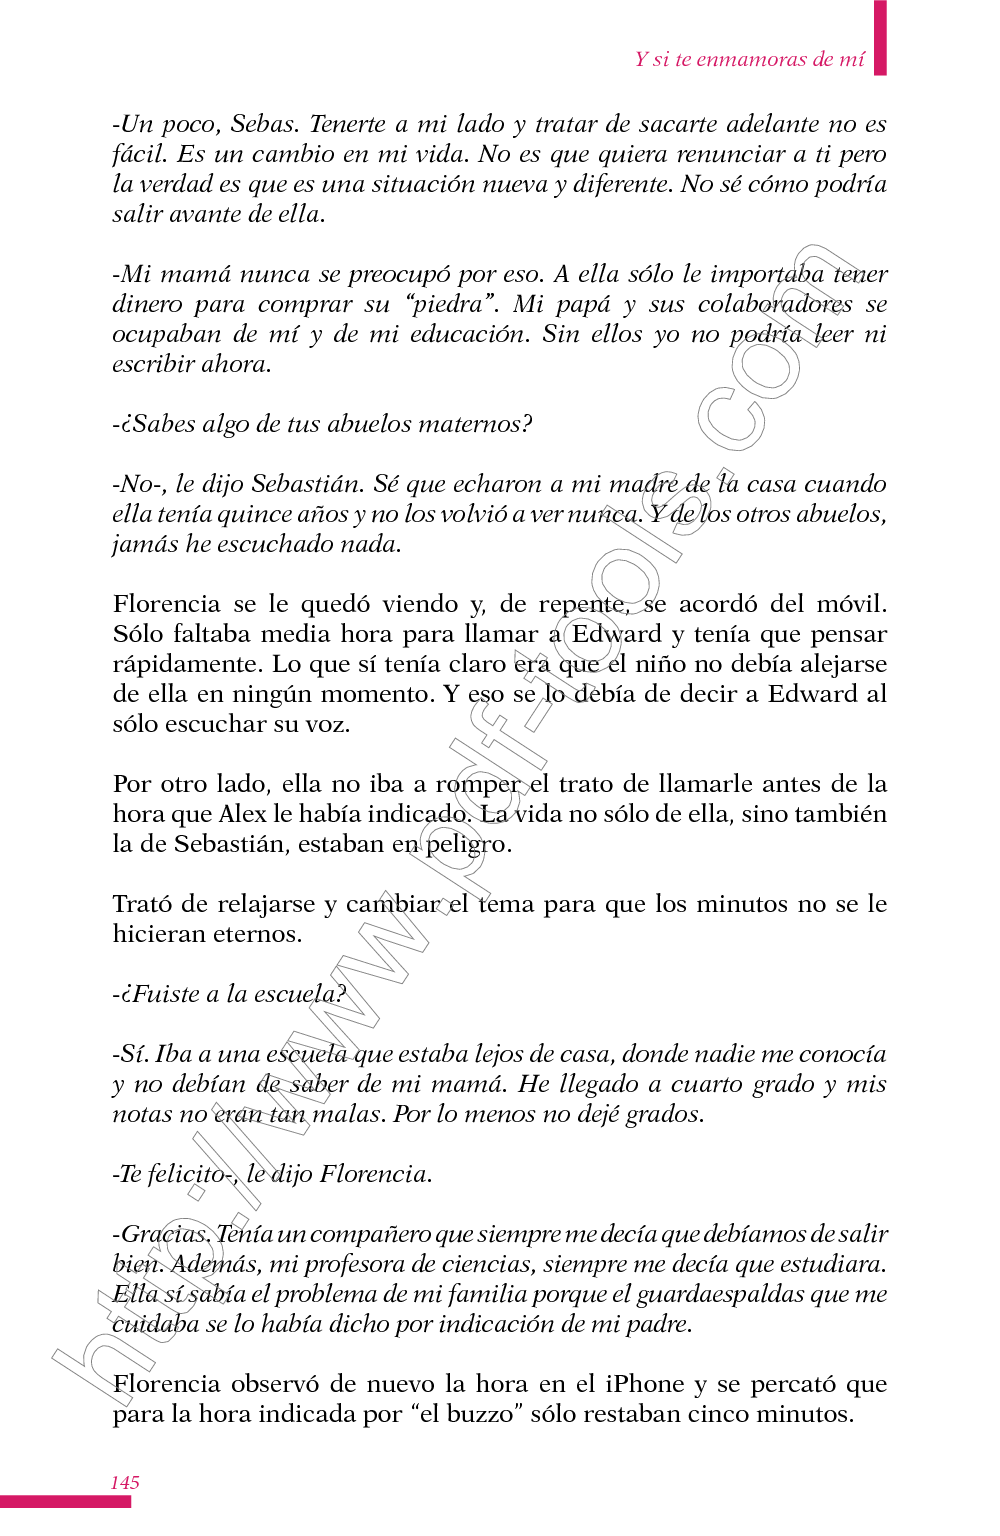 Y si te enmamoras de mí
-Un poco, Sebas. Tenerte a mi lado y tratar de sacarte adelante no es
fácil. Es un cambio en mi vida. No es que quiera renunciar a ti pero
la verdad es que es una situación nueva y diferente. No sé cómo podría
salir avante de ella.
-Mi mamá nunca se preocupó por eso. A ella sólo le importaba tener
dinero para comprar su “piedra”. Mi papá y sus colaboradores se
ocupaban de mí y de mi educación. Sin ellos yo no podría leer ni
escribir ahora.
-¿Sabes algo de tus abuelos maternos?
-No-, le dijo Sebastián. Sé que echaron a mi madre de la casa cuando
ella tenía quince años y no los volvió a ver nunca. Y de los otros abuelos,
jamás he escuchado nada.
Florencia se le quedó viendo y, de repente, se acordó del móvil.
Sólo faltaba media hora para llamar a Edward y tenía que pensar
rápidamente. Lo que sí tenía claro era que el niño no debía alejarse
de ella en ningún momento. Y eso se lo debía de decir a Edward al
sólo escuchar su voz.
Por otro lado, ella no iba a romper el trato de llamarle antes de la
hora que Alex le había indicado. La vida no sólo de ella, sino también
la de Sebastián, estaban en peligro.
Trató de relajarse y cambiar el tema para que los minutos no se le
hicieran eternos.
-¿Fuiste a la escuela?
-Sí. Iba a una escuela que estaba lejos de casa, donde nadie me conocía
y no debían de saber de mi mamá. He llegado a cuarto grado y mis
notas no eran tan malas. Por lo menos no dejé grados.
-Te felicito-, le dijo Florencia.
-Gracias. Tenía un compañero que siempre me decía que debíamos de salir
bien. Además, mi profesora de ciencias, siempre me decía que estudiara.
Ella sí sabía el problema de mi familia porque el guardaespaldas que me
cuidaba se lo había dicho por indicación de mi padre.
Florencia observó de nuevo la hora en el iPhone y se percató que
para la hora indicada por “el buzzo” sólo restaban cinco minutos.
145
http://www.pdf-tools.com